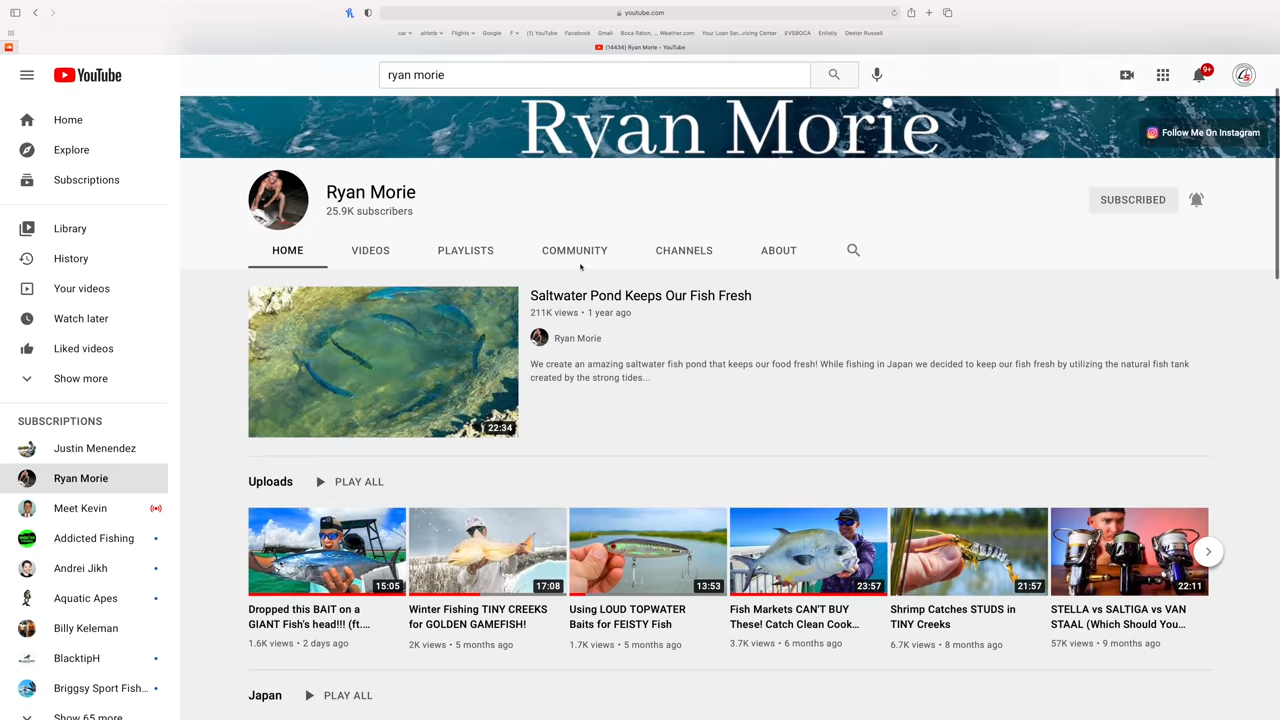 youtube.com
car
airbnb
Flights
Google
F
(1) YouTube
Facebook
Gmail
Boca Raton, ... Weather.com
Your Loan Ser...vicing Center
EVSBOCA
Enlistly
Dexter Russell
(14434) Ryan Morie - YouTube
YouTube
ryan morie
9+
Ryan Morie
Follow Me On Instagram
Home
Explore
Subscriptions
Library
History
Your videos
Watch later
Liked videos
Show more
SUBSCRIPTIONS
Justin Menendez
Ryan Morie
Meet Kevin
Addicted Fishing
Andrei Jikh
Aquatic Apes
Billy Keleman
BlacktipH
Briggsy Sport Fish...
Show 65 more
Ryan Morie
25.9K subscribers
SUBSCRIBED
HOME
VIDEOS
PLAYLISTS
COMMUNITY
CHANNELS
ABOUT
22:34
Saltwater Pond Keeps Our Fish Fresh
211K views • 1 year ago
Ryan Morie
We create an amazing saltwater fish pond that keeps our food fresh! While fishing in Japan we decided to keep our fish fresh by utilizing the natural fish tank
created by the strong tides...
Uploads
PLAY ALL
15:05
Dropped this BAIT on a
GIANT Fish's head!!! (ft....
1.6K views • 2 days ago
17:08
Winter Fishing TINY CREEKS
for GOLDEN GAMEFISH!
2K views • 5 months ago
13:53
Using LOUD TOPWATER
Baits for FEISTY Fish
1.7K views • 5 months ago
23:57
Fish Markets CAN'T BUY
These! Catch Clean Cook...
3.7K views • 6 months ago
21:57
Shrimp Catches STUDS in
TINY Creeks
6.7K views • 8 months ago
22:11
STELLA vs SALTIGA vs VAN
STAAL (Which Should You...
57K views • 9 months ago
Japan
PLAY ALL